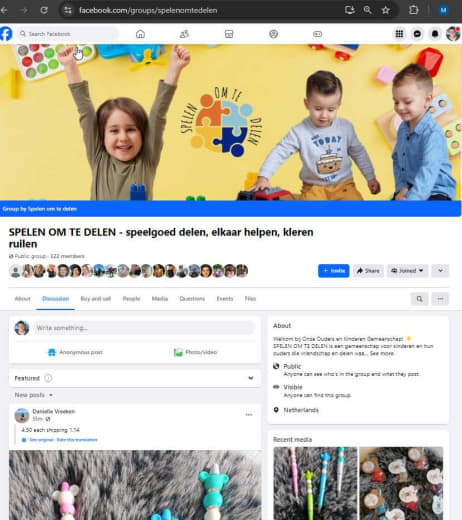 facebook.com/groups/spelenomtedelen
M
Search Facebook
SPELEN OM TE DELEN
TODAY
Group by Spelen om te delen
SPELEN OM TE DELEN - speelgoed delen, elkaar helpen, kleren
ruilen
Public group · 322 members
+ Invite
Share
Joined
About
Discussion
Buy and sell
People
Media
Questions
Events
Files
Write something...
Anonymous post
Photo/video
Featured
New posts
Danielle Vreeken
4,50 each shipping 1.14
See original · Rate this translation
About
Welkom bij Onze Ouders en Kinderen Gemeenschap!
SPELEN OM TE DELEN is een gemeenschap voor kinderen en hun
ouders die vriendschap en delen waa... See more
Public
Anyone can see who's in the group and what they post.
Visible
Anyone can find this group.
Netherlands
Recent media